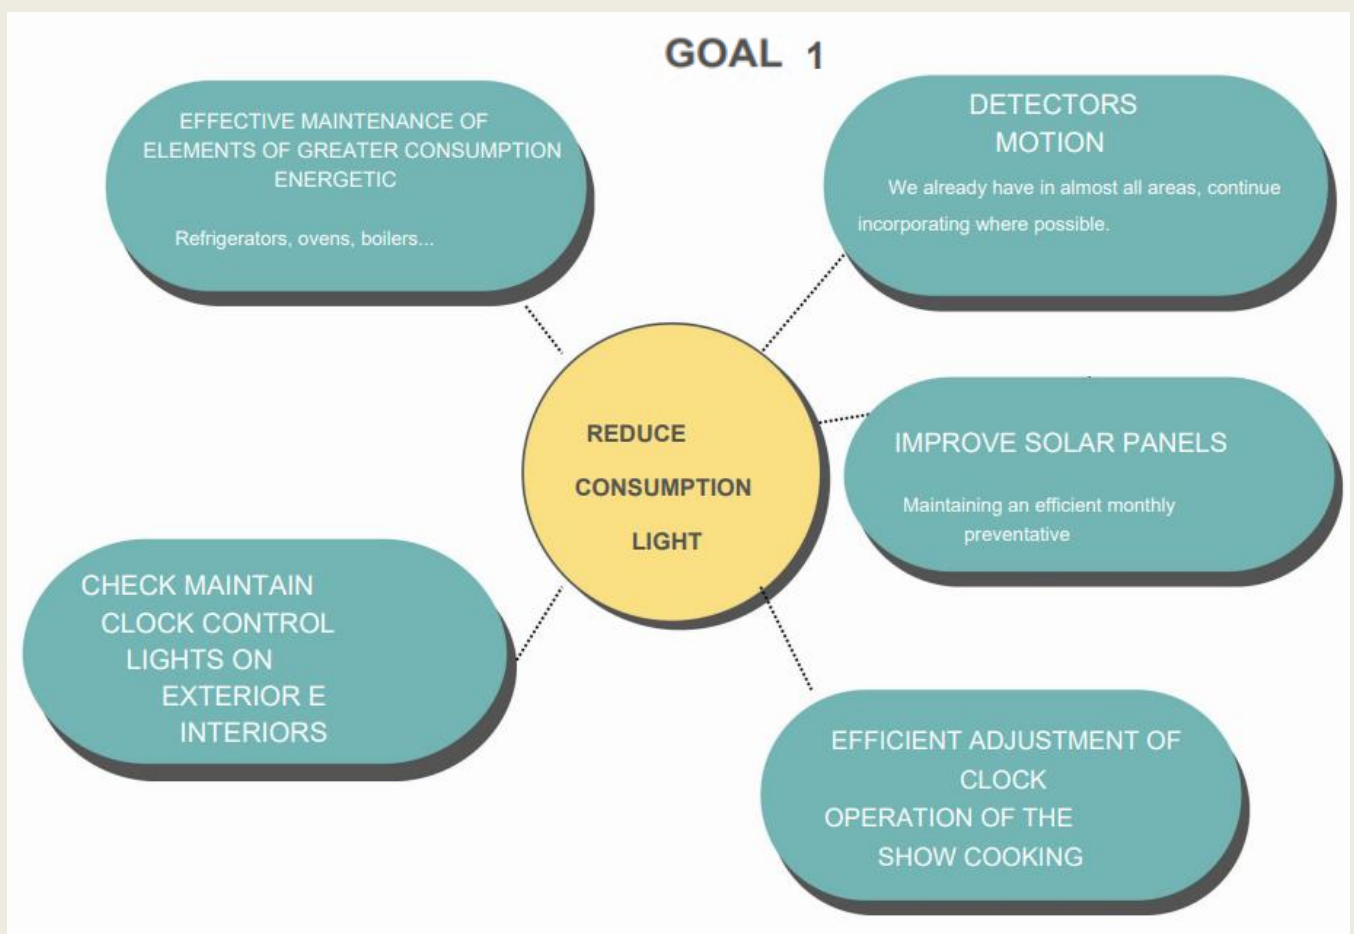 GOAL 1
EFFECTIVE MAINTENANCE OF
ELEMENTS OF GREATER CONSUMPTION
ENERGETIC
Refrigerators, ovens, boilers...
DETECTORS
MOTION
We already have in almost all areas, continue
incorporating where possible.
REDUCE
CONSUMPTION
LIGHT
IMPROVE SOLAR PANELS
Maintaining an efficient monthly
preventative
CHECK MAINTAIN
CLOCK CONTROL
LIGHTS ON
EXTERIOR E
INTERIORS
EFFICIENT ADJUSTMENT OF
CLOCK
OPERATION OF THE
SHOW COOKING